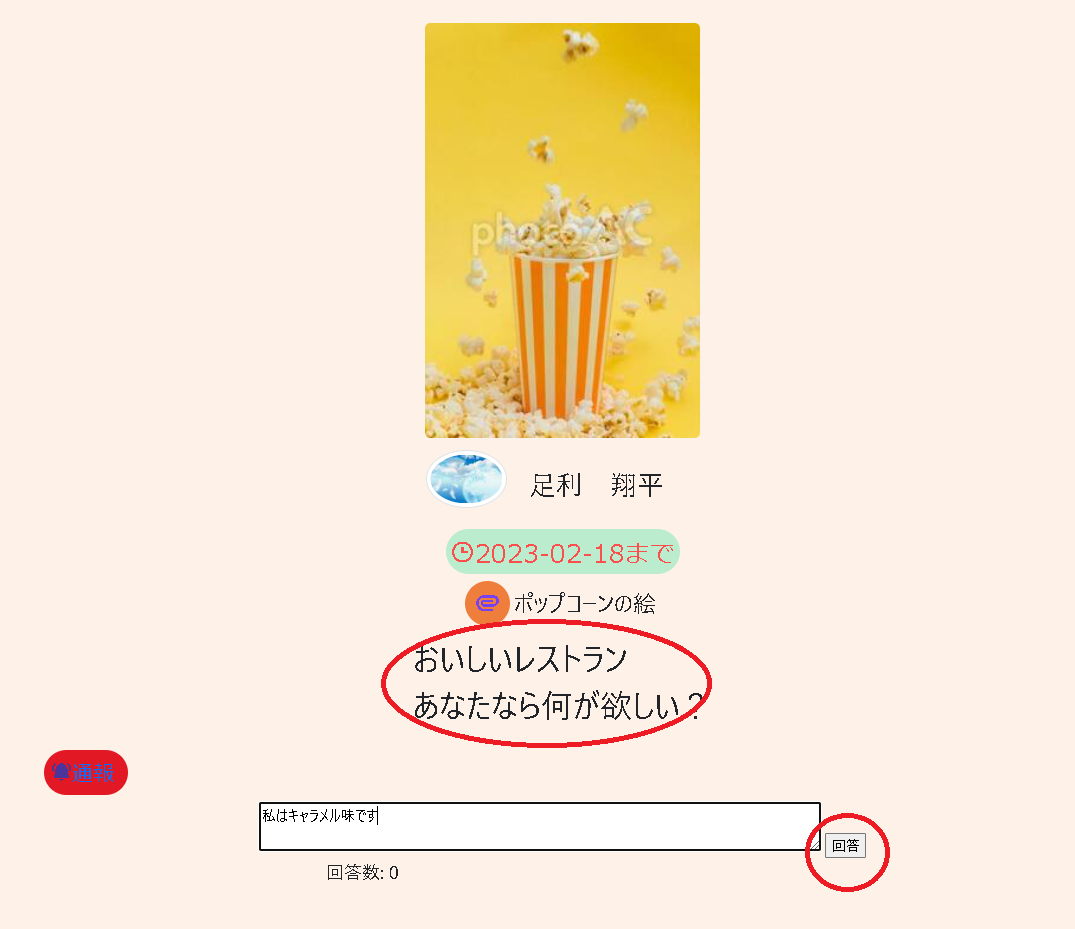 photoAC
足利　翔平
2023-02-18まで
ポップコーンの絵
おいしいレストラン
あなたなら何が欲しい？
通報
私はキャラメル味です
回答
回答数: 0